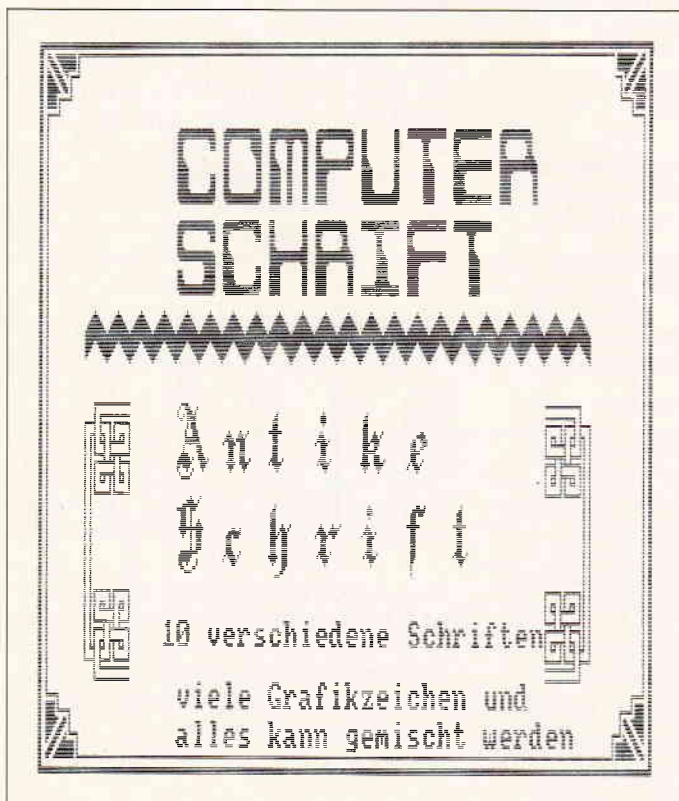 COMPUTER
SCHRIFT
Antike
Schrift
10 verschiedene Schriften
viele Grafikzeichen und
alles kann gemischt werden